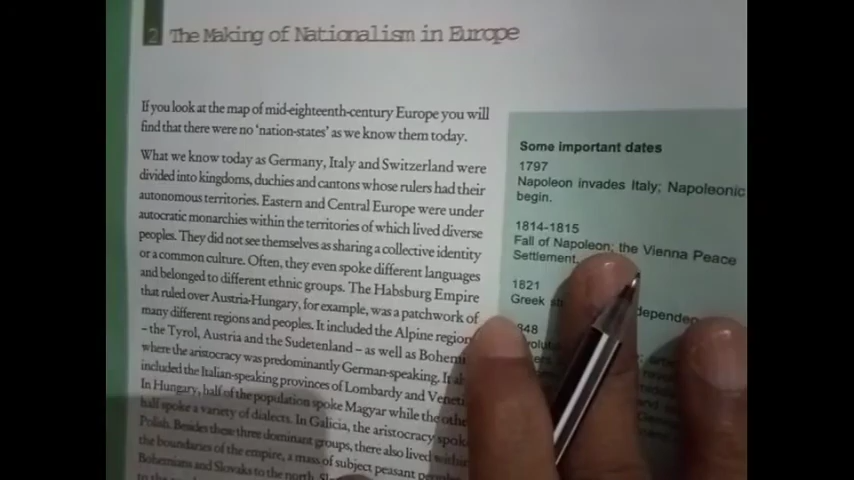 2 The Making of Nationalism in Europe
If you look at the map of mid-eighteenth-century Europe you will
find that there were no 'nation-states' as we know them today.
What we know today as Germany, Italy and Switzerland were
divided into kingdoms, duchies and cantons whose rulers had their
autonomous territories. Eastern and Central Europe were under
autocratic monarchies within the territories of which lived diverse
peoples. They did not see themselves as sharing a collective identity
or a common culture. Often, they even spoke different languages
and belonged to different ethnic groups. The Habsburg Empire
that ruled over Austria-Hungary, for example, was a patchwork of
many different regions and peoples. It included the Alpine region
– the Tyrol, Austria and the Sudetenland – as well as Bohem
where the aristocracy was predominantly German-speaking. It al
included the Italian-speaking provinces of Lombardy and Veneti
In Hungary, half of the population spoke Magyar while the othe
half spoke a variety of dialects. In Galicia, the aristocracy spok
Polish. Besides these three dominant groups, there also lived within
the boundaries of the empire, a mass of subject peasant
Bohemians and Slovaks to the north,
Some important dates
1797
Napoleon invades Italy; Napoleonic
begin.
1814-1815
Fall of Napoleon; the Vienna Peace
Settlement.
1821
Greek
848